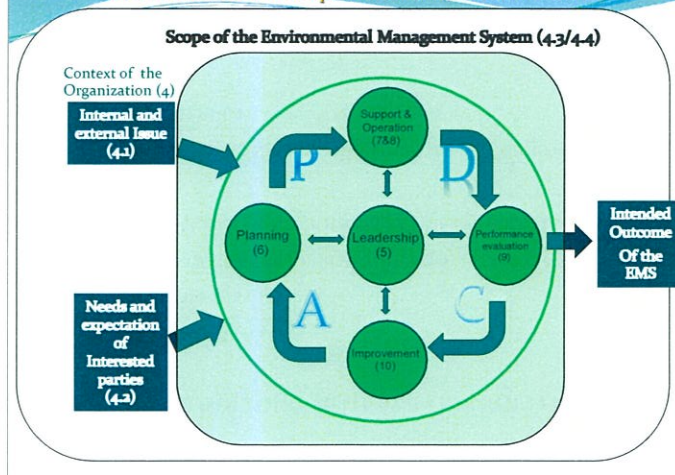 Scope of the Environmental Management System (4.3/4.4)
Context of the
Organization (4)
Internal and
external Issue
(4.1)
Support &
Operation
(7&8)
P
D
Planning
(6)
Leadership
(5)
Performance
evaluation
(9)
Intended
Outcome
Of the
EMS
Needs and
expectation
of
Interested
parties
(4.2)
A
C
Improvement
(10)